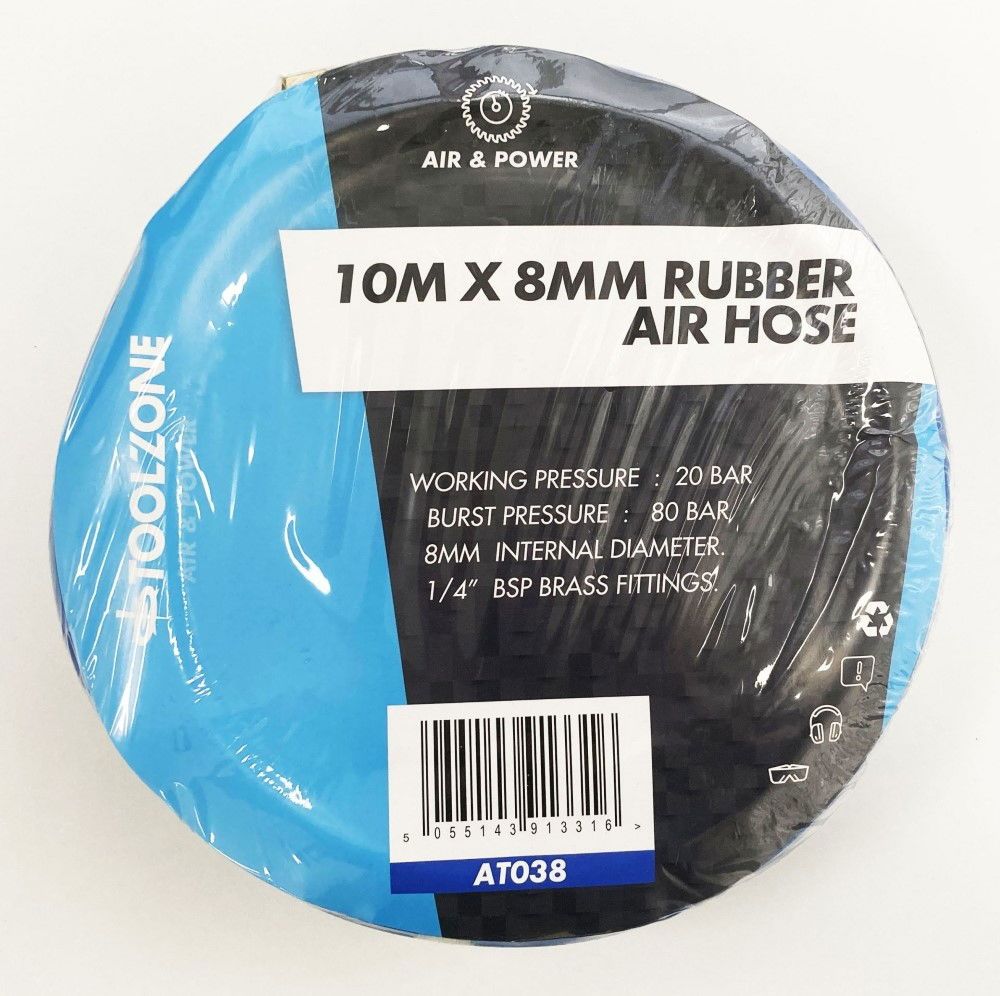 AIR & POWER
10M X 8MM RUBBER
AIR HOSE
TOOLZONE
AIR & POWER
WORKING PRESSURE : 20 BAR
BURST PRESSURE : 80 BAR
8MM INTERNAL DIAMETER.
1/4" BSP BRASS FITTINGS.
5 055143 913316 >
AT038